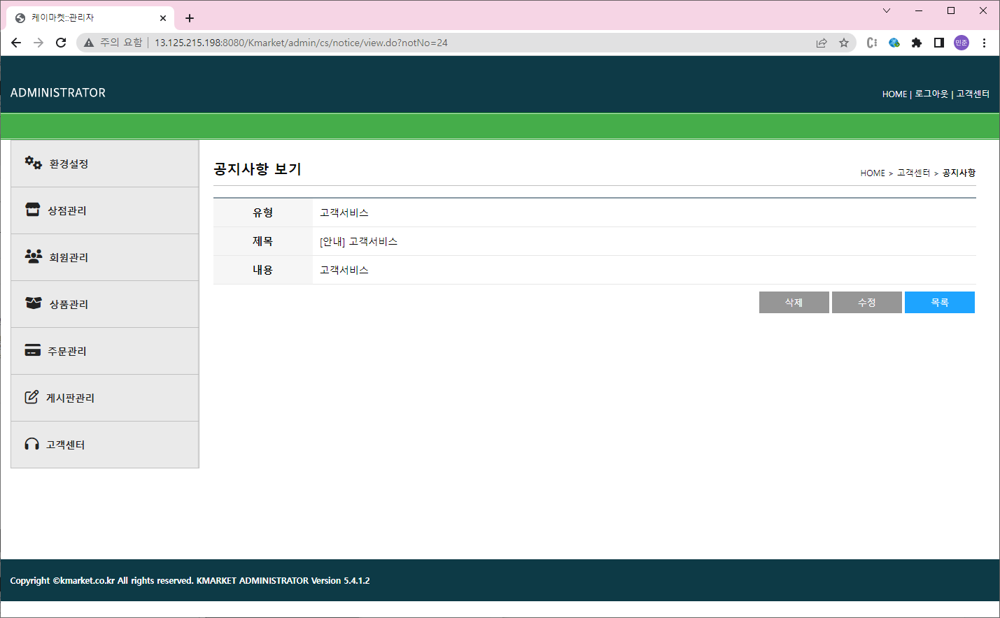 케이마켓::관리자
주의 요함 | 13.125.215.198:8080/Kmarket/admin/cs/notice/view.do?notNo=24
민준
ADMINISTRATOR
HOME | 로그아웃 | 고객센터
환경설정
상점관리
회원관리
상품관리
주문관리
게시판관리
고객센터
공지사항 보기
HOME > 고객센터 > 공지사항
유형 고객서비스
제목 [안내] 고객서비스
내용 고객서비스
삭제 수정 목록
Copyright ©kmarket.co.kr All rights reserved. KMARKET ADMINISTRATOR Version 5.4.1.2